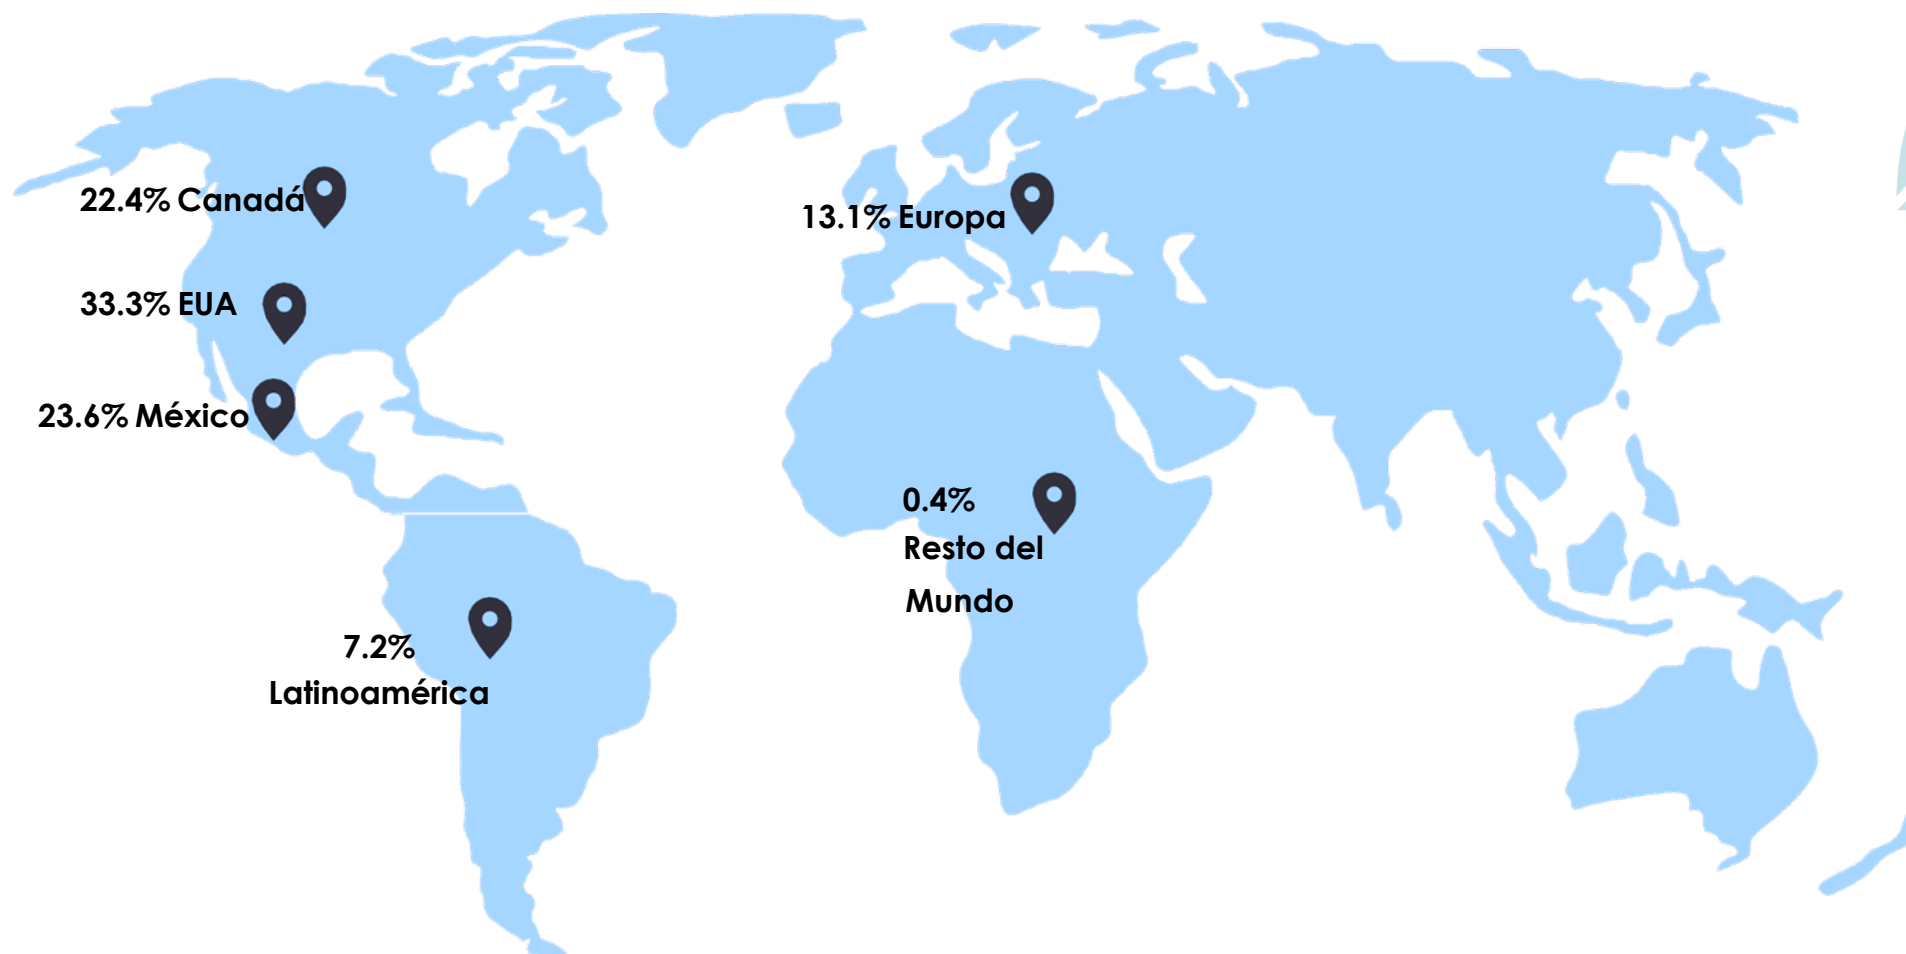 22.4% Canadá
13.1% Europa
33.3% EUA
23.6% México
0.4%
Resto del
Mundo
7.2%
Latinoamérica